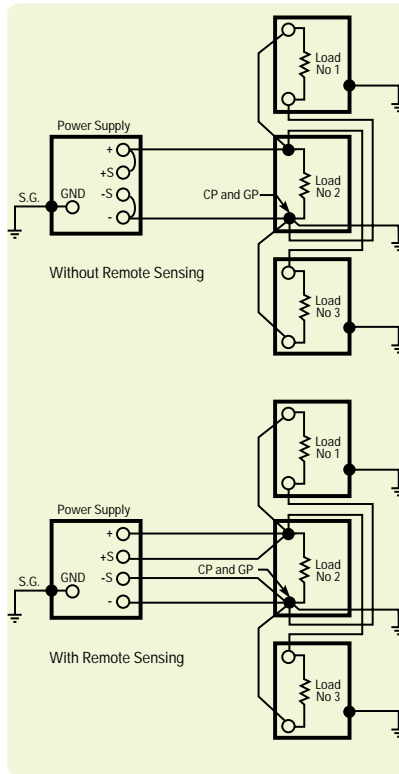 Load
No 1
Power Supply
+
+S
-S
-
S.G.
GND
Load
No 2
CP and GP
Without Remote Sensing
Load
No 3
Load
No 1
Power Supply
+
+S
-S
-
S.G.
GND
CP and GP
Load
No 2
With Remote Sensing
Load
No 3